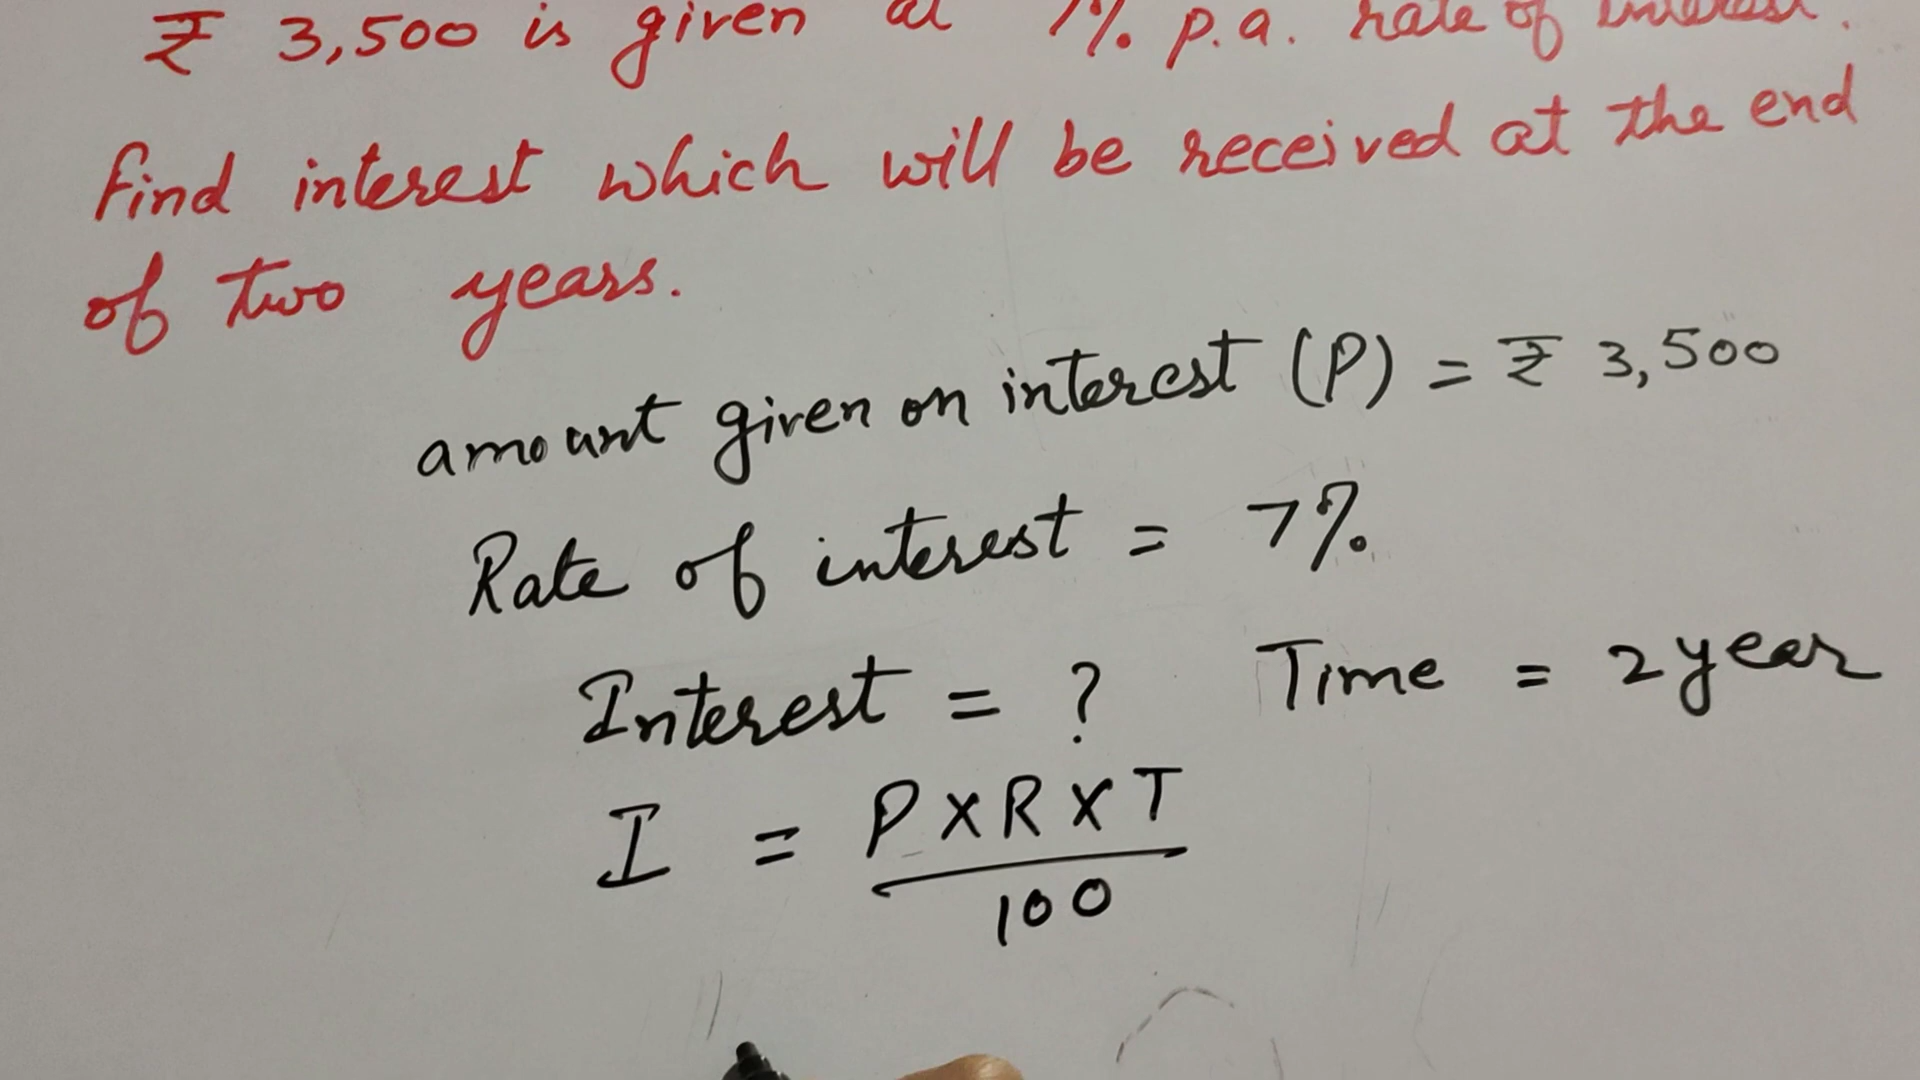 ₹ 3,500 is given at 7% p.a. rate of interest.
Find interest which will be received at the end
of two years.
amount given on interest (P) = ₹ 3,500
Rate of interest = 7%
Interest = ? Time = 2 year
I = P X R X T
100